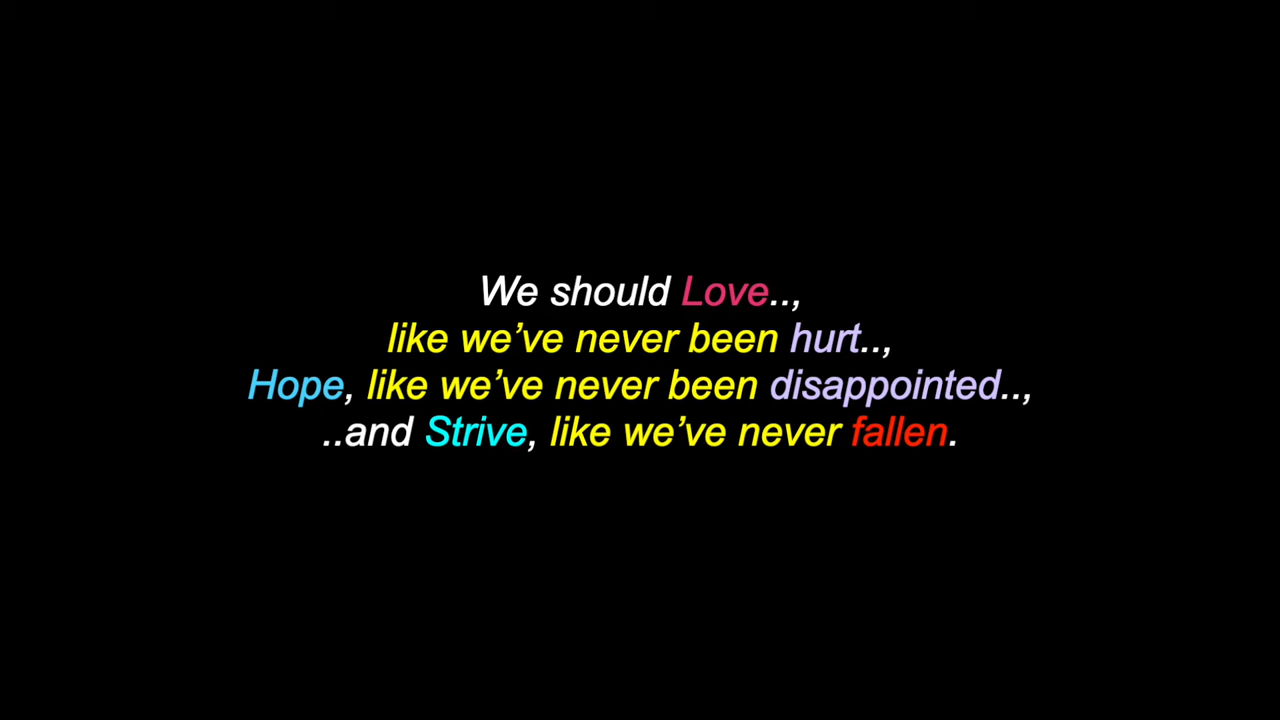 We should Love..,
like we’ve never been hurt..,
Hope, like we’ve never been disappointed..,
..and Strive, like we’ve never fallen.